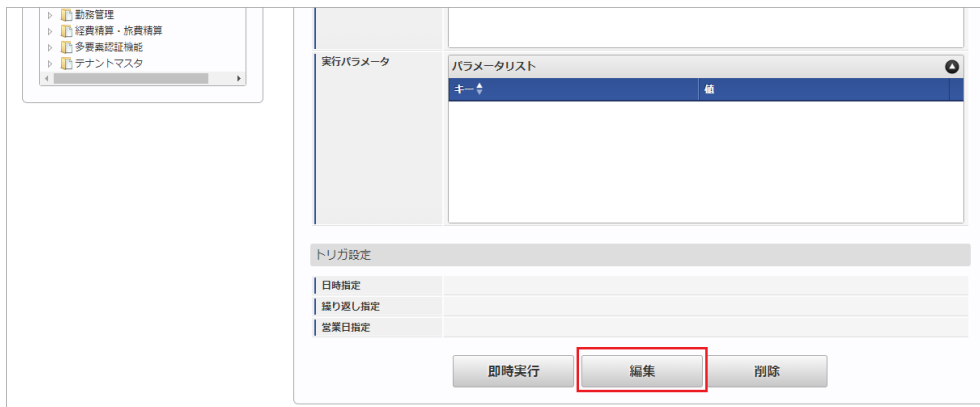 勤務管理
経費精算・旅費精算
多要素認証機能
テナントマスタ
実行パラメータ
パラメータリスト
キー 値
トリガ設定
日時指定
繰り返し指定
営業日指定
即時実行 編集 削除